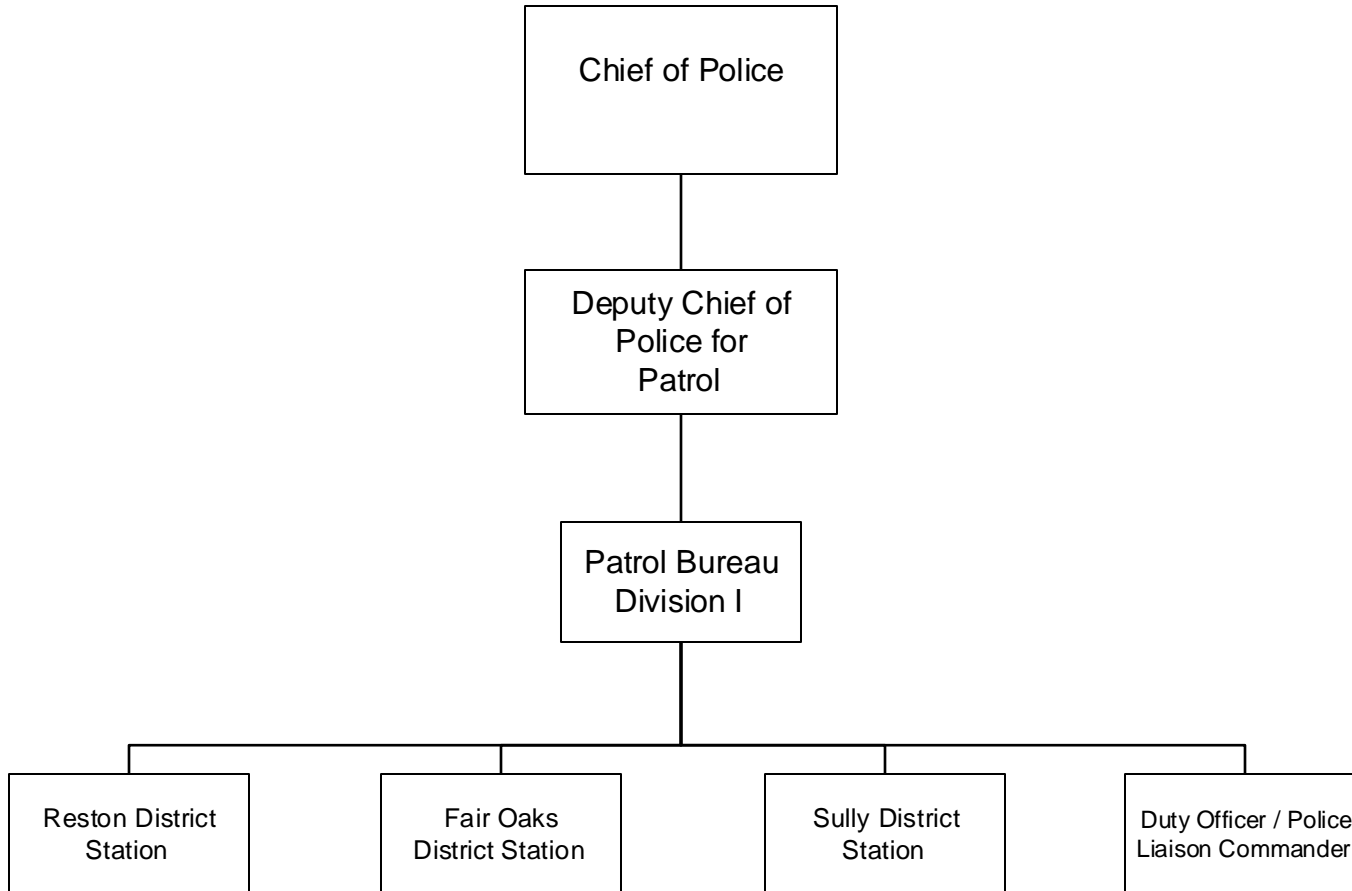 Chief of Police
Deputy Chief of
Police for
Patrol
Patrol Bureau
Division I
Reston District
Station
Fair Oaks
District Station
Sully District
Station
Duty Officer / Police
Liaison Commander